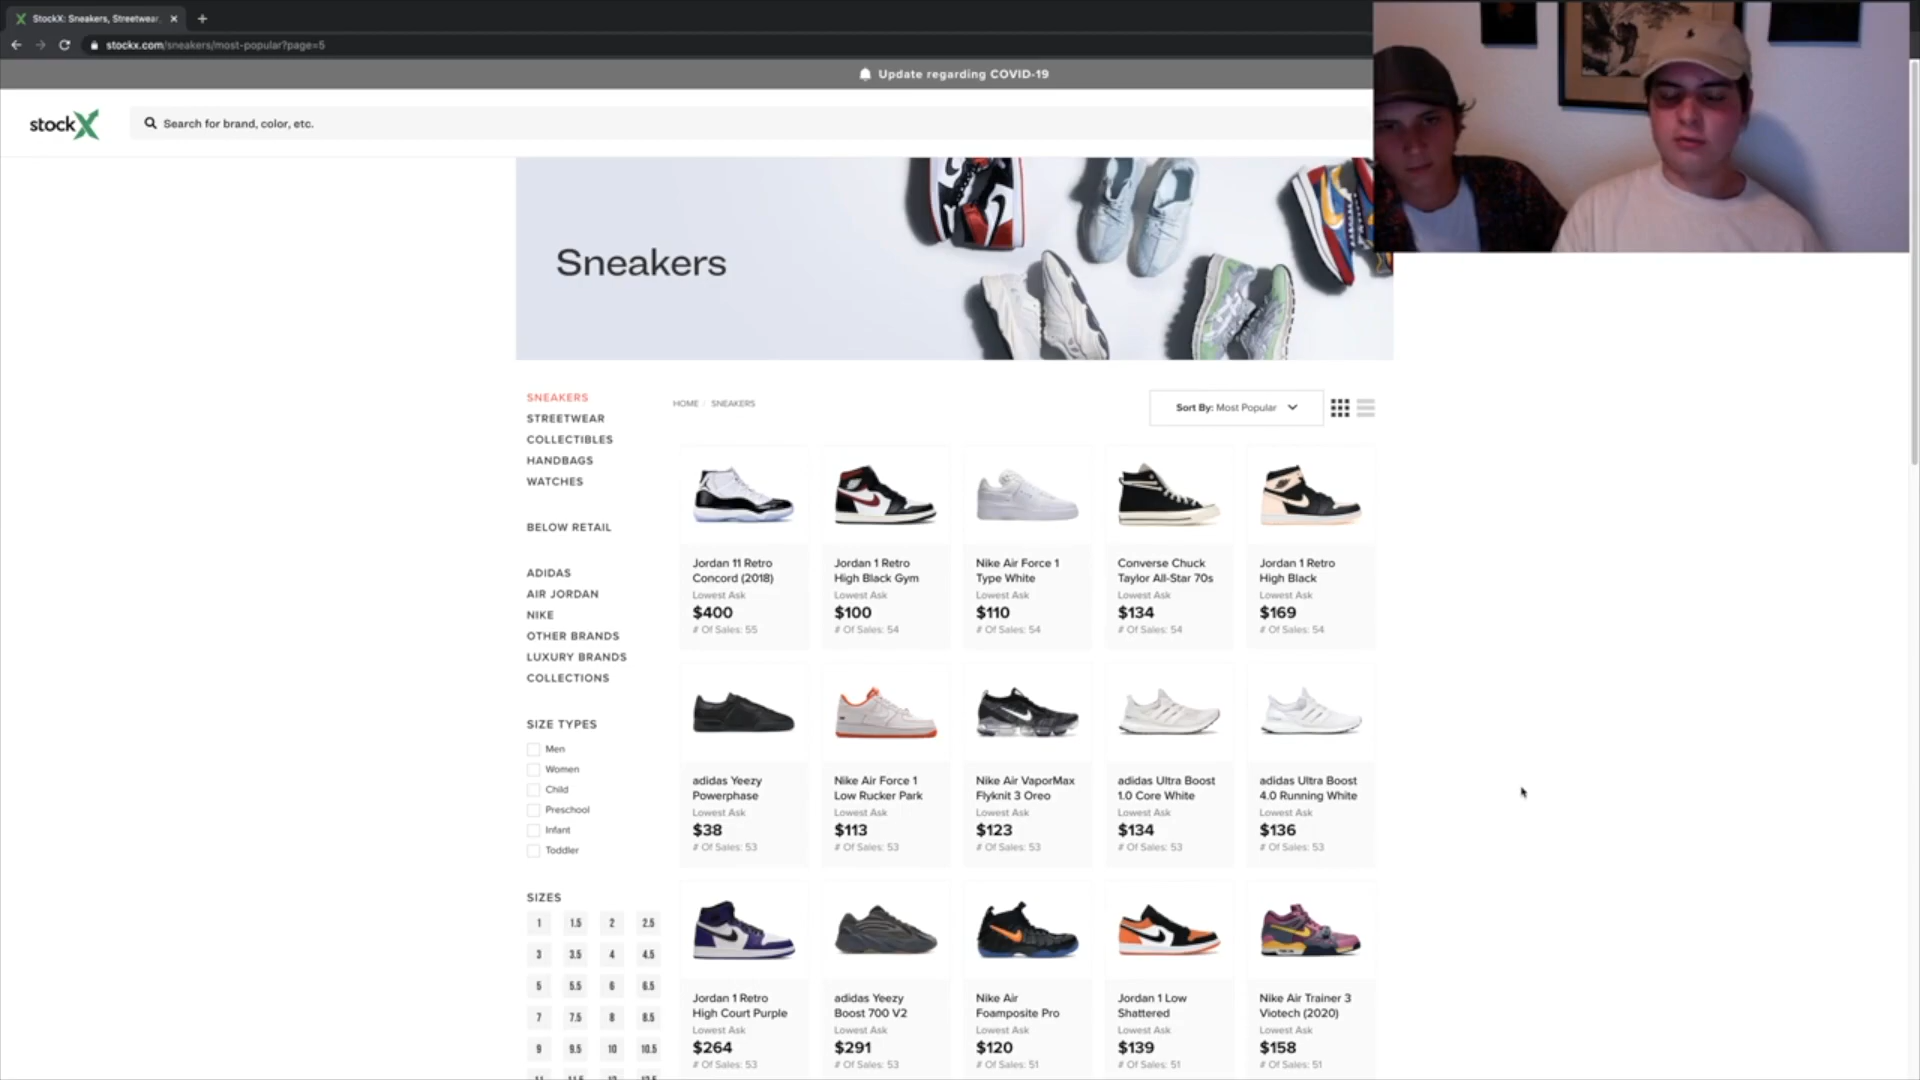 StockX: Sneakers, Streetwear
stockx.com/sneakers/most-popular?page=5
Update regarding COVID-19
stockX
Search for brand, color, etc.
Sneakers
SNEAKERS
STREETWEAR
COLLECTIBLES
HANDBAGS
WATCHES
BELOW RETAIL
ADIDAS
AIR JORDAN
NIKE
OTHER BRANDS
LUXURY BRANDS
COLLECTIONS
SIZE TYPES
Men
Women
Child
Preschool
Infant
Toddler
SIZES
1 1.5 2 2.5
3 3.5 4 4.5
5 5.5 6 6.5
7 7.5 8 8.5
9 9.5 10 10.5
HOME / SNEAKERS
Sort By: Most Popular
Jordan 11 Retro
Concord (2018)
Lowest Ask
$400
# Of Sales: 55
Jordan 1 Retro
High Black Gym
Lowest Ask
$100
# Of Sales: 54
Nike Air Force 1
Type White
Lowest Ask
$110
# Of Sales: 54
Converse Chuck
Taylor All-Star 70s
Lowest Ask
$134
# Of Sales: 54
Jordan 1 Retro
High Black
Lowest Ask
$169
# Of Sales: 54
adidas Yeezy
Powerphase
Lowest Ask
$38
# Of Sales: 53
Nike Air Force 1
Low Rucker Park
Lowest Ask
$113
# Of Sales: 53
Nike Air VaporMax
Flyknit 3 Oreo
Lowest Ask
$123
# Of Sales: 53
adidas Ultra Boost
1.0 Core White
Lowest Ask
$134
# Of Sales: 53
adidas Ultra Boost
4.0 Running White
Lowest Ask
$136
# Of Sales: 53
Jordan 1 Retro
High Court Purple
Lowest Ask
$264
# Of Sales: 53
adidas Yeezy
Boost 700 V2
Lowest Ask
$291
# Of Sales: 53
Nike Air
Foamposite Pro
Lowest Ask
$120
# Of Sales: 51
Jordan 1 Low
Shattered
Lowest Ask
$139
# Of Sales: 51
Nike Air Trainer 3
Viotech (2020)
Lowest Ask
$158
# Of Sales: 51